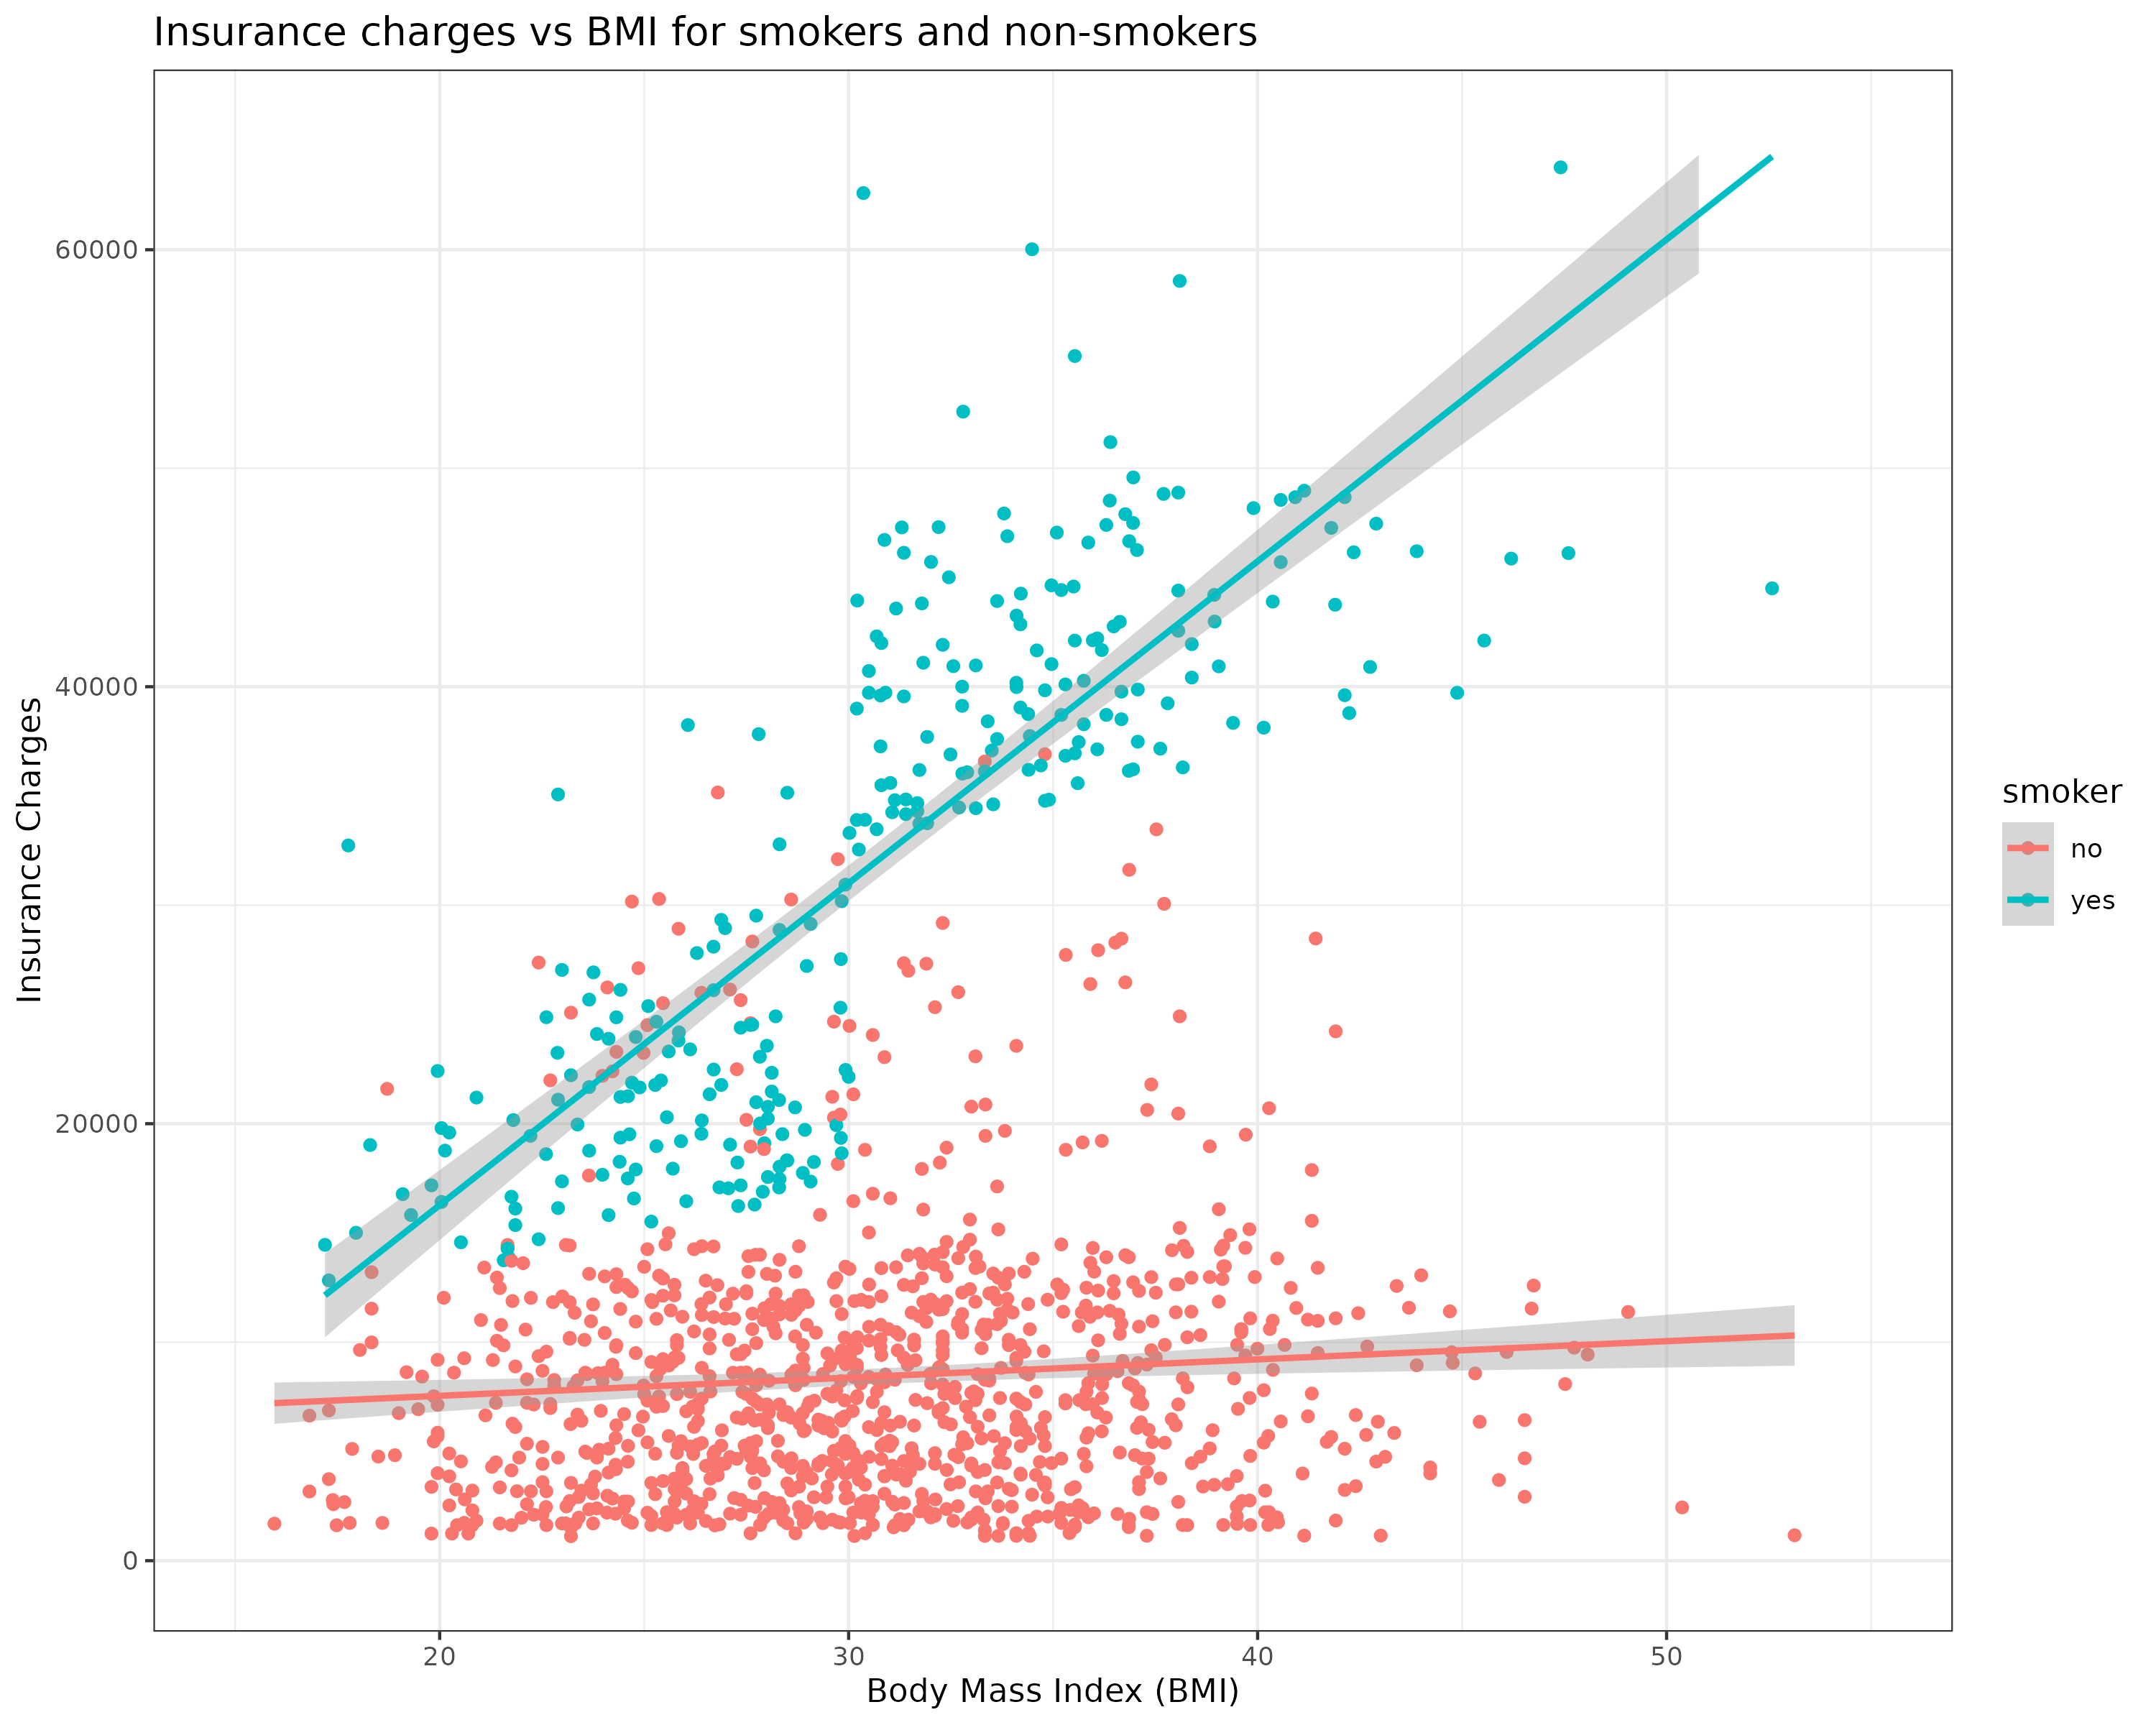 Insurance charges vs BMI for smokers and non-smokers
60000
40000
20000
0
Insurance Charges
20 30 40 50
Body Mass Index (BMI)
smoker
no
yes